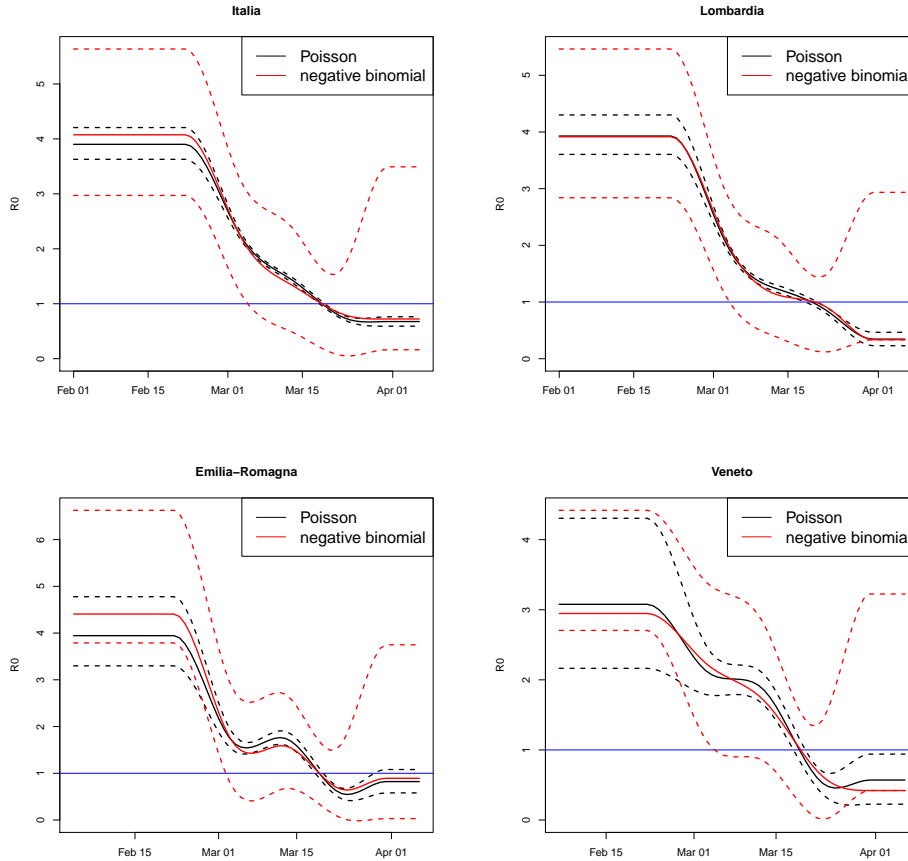 Italia
Poisson
negative binomial
R0
0
1
2
3
4
5
Feb 01
Feb 15
Mar 01
Mar 15
Apr 01
Lombardia
Poisson
negative binomia
R0
0
1
2
3
4
5
Feb 01
Feb 15
Mar 01
Mar 15
Apr 01
Emilia−Romagna
Poisson
negative binomial
R0
0
1
2
3
4
5
6
Feb 15
Mar 01
Mar 15
Apr 01
Veneto
Poisson
negative binomia
R0
0
1
2
3
4
Feb 15
Mar 01
Mar 15
Apr 01